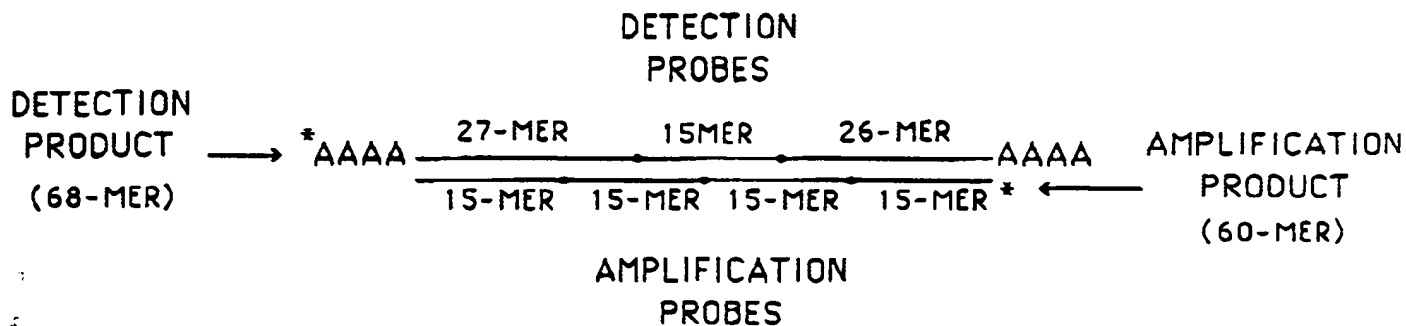 DETECTION
PROBES
DETECTION
PRODUCT
(68-MER)
*AAAA 27-MER 15MER 26-MER AAAA
15-MER 15-MER 15-MER 15-MER *
AMPLIFICATION
PRODUCT
(60-MER)
AMPLIFICATION
PROBES